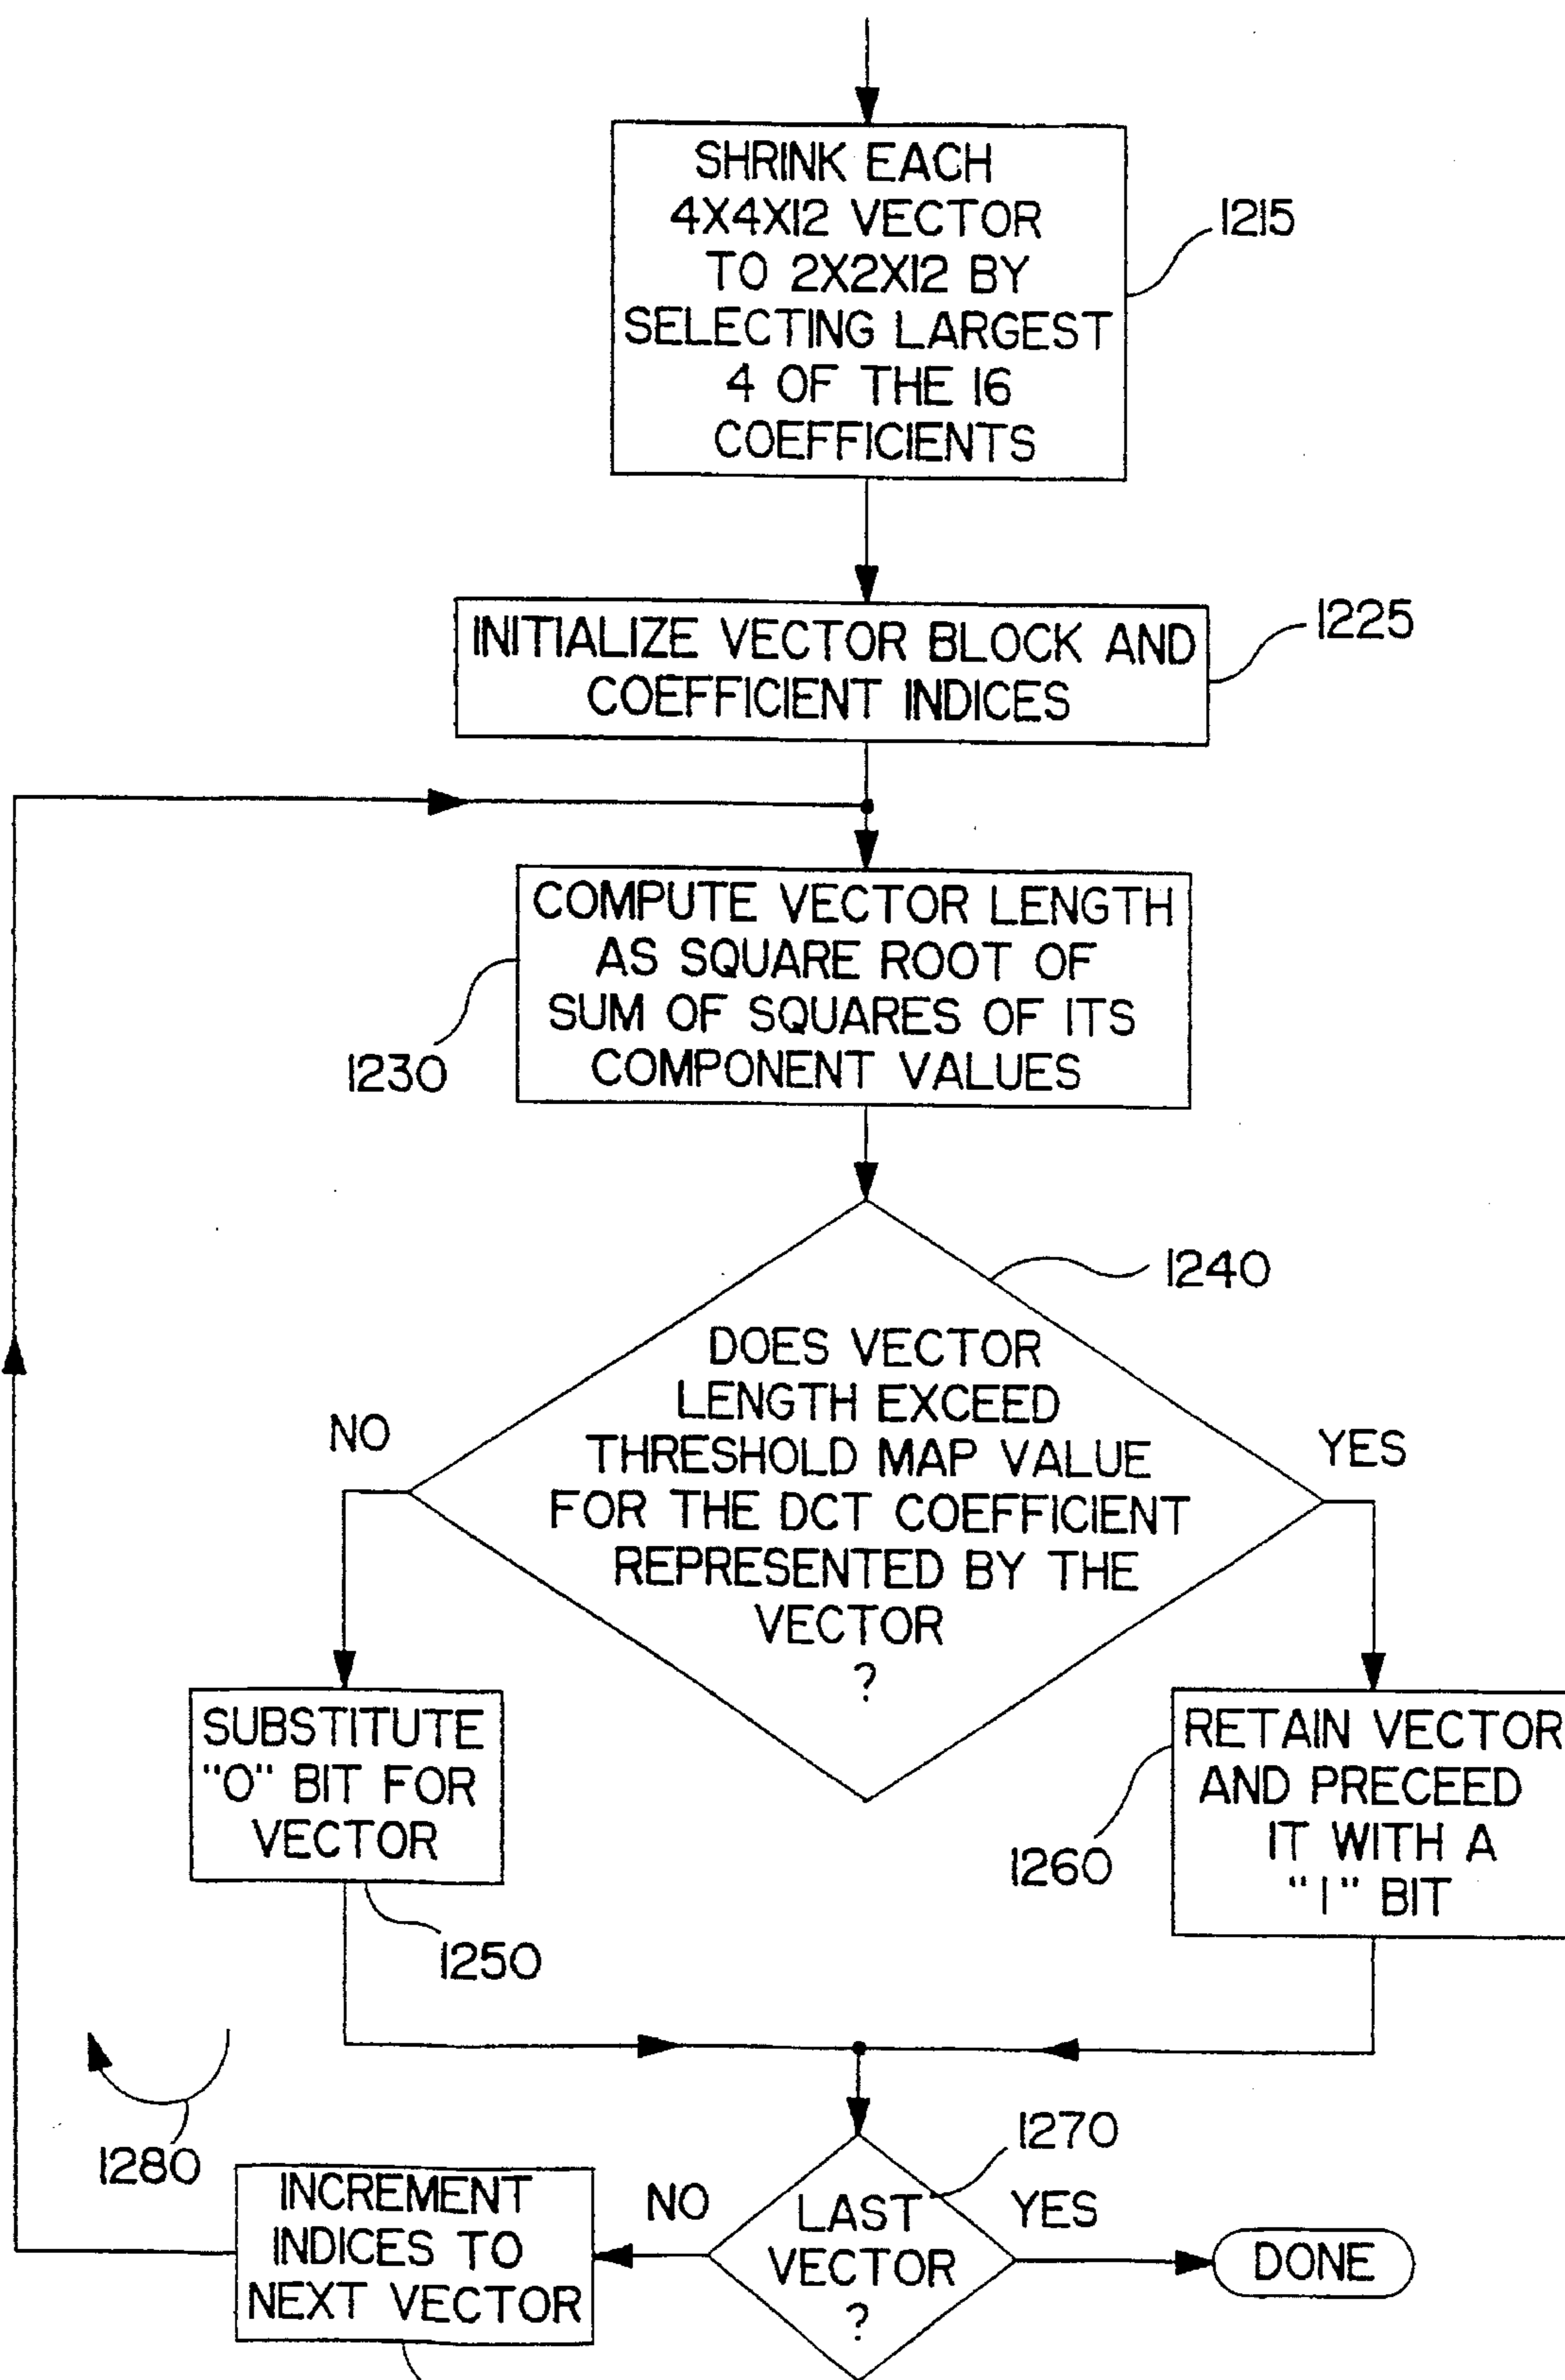 SHRINK EACH
4X4X12 VECTOR
TO 2X2X12 BY
SELECTING LARGEST
4 OF THE 16
COEFFICIENTS
1215
INITIALIZE VECTOR BLOCK AND
COEFFICIENT INDICES
1225
COMPUTE VECTOR LENGTH
AS SQUARE ROOT OF
SUM OF SQUARES OF ITS
COMPONENT VALUES
1230
1240
DOES VECTOR
LENGTH EXCEED
THRESHOLD MAP VALUE
FOR THE DCT COEFFICIENT
REPRESENTED BY THE
VECTOR
?
NO
YES
SUBSTITUTE
"0" BIT FOR
VECTOR
1250
RETAIN VECTOR
AND PRECEED
IT WITH A
"1" BIT
1260
1280
1270
LAST
VECTOR
?
NO
YES
INCREMENT
INDICES TO
NEXT VECTOR
DONE